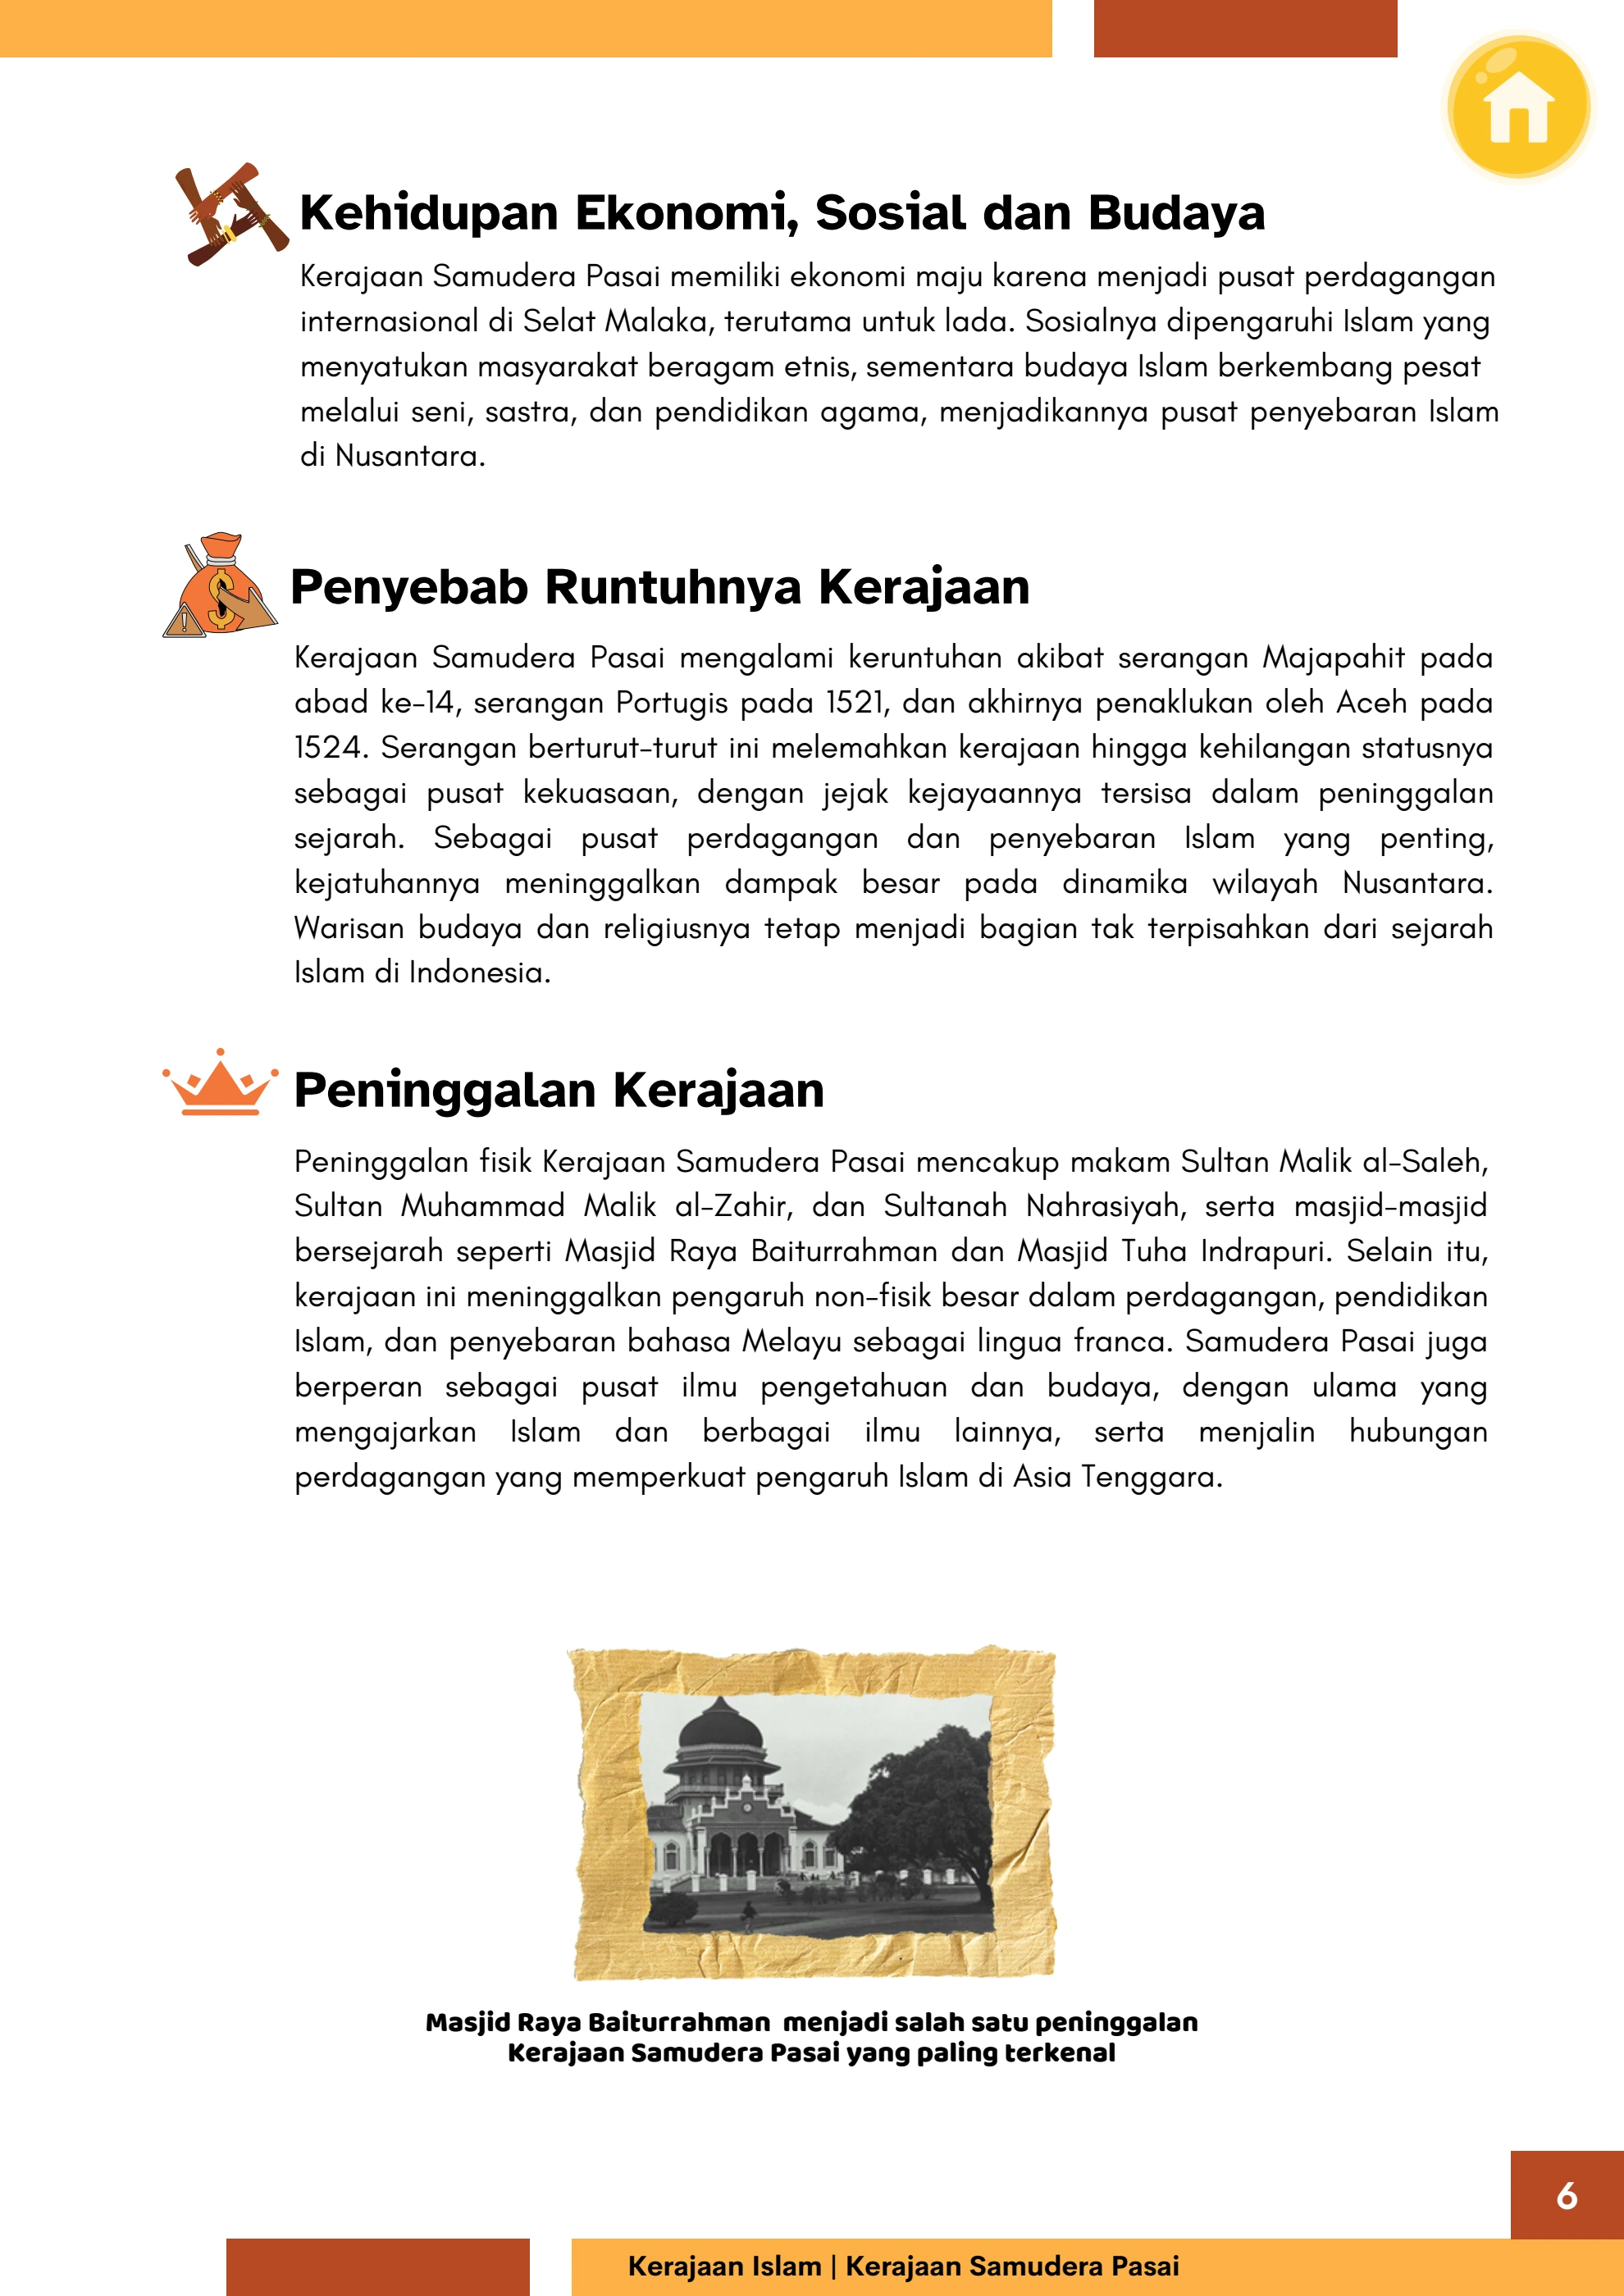 Kehidupan Ekonomi, Sosial dan Budaya
Kerajaan Samudera Pasai memiliki ekonomi maju karena menjadi pusat perdagangan
internasional di Selat Malaka, terutama untuk lada. Sosialnya dipengaruhi Islam yang
menyatukan masyarakat beragam etnis, sementara budaya Islam berkembang pesat
melalui seni, sastra, dan pendidikan agama, menjadikannya pusat penyebaran Islam
di Nusantara.
Penyebab Runtuhnya Kerajaan
Kerajaan Samudera Pasai mengalami keruntuhan akibat serangan Majapahit pada
abad ke-14, serangan Portugis pada 1521, dan akhirnya penaklukan oleh Aceh pada
1524. Serangan berturut-turut ini melemahkan kerajaan hingga kehilangan statusnya
sebagai pusat kekuasaan, dengan jejak kejayaannya tersisa dalam peninggalan
sejarah. Sebagai pusat perdagangan dan penyebaran Islam yang penting,
kejatuhannya meninggalkan dampak besar pada dinamika wilayah Nusantara.
Warisan budaya dan religiusnya tetap menjadi bagian tak terpisahkan dari sejarah
Islam di Indonesia.
Peninggalan Kerajaan
Peninggalan fisik Kerajaan Samudera Pasai mencakup makam Sultan Malik al-Saleh,
Sultan Muhammad Malik al-Zahir, dan Sultanah Nahrasiyah, serta masjid-masjid
bersejarah seperti Masjid Raya Baiturrahman dan Masjid Tuha Indrapuri. Selain itu,
kerajaan ini meninggalkan pengaruh non-fisik besar dalam perdagangan, pendidikan
Islam, dan penyebaran bahasa Melayu sebagai lingua franca. Samudera Pasai juga
berperan sebagai pusat ilmu pengetahuan dan budaya, dengan ulama yang
mengajarkan Islam dan berbagai ilmu lainnya, serta menjalin hubungan
perdagangan yang memperkuat pengaruh Islam di Asia Tenggara.
Masjid Raya Baiturrahman menjadi salah satu peninggalan
Kerajaan Samudera Pasai yang paling terkenal
6
Kerajaan Islam | Kerajaan Samudera Pasai